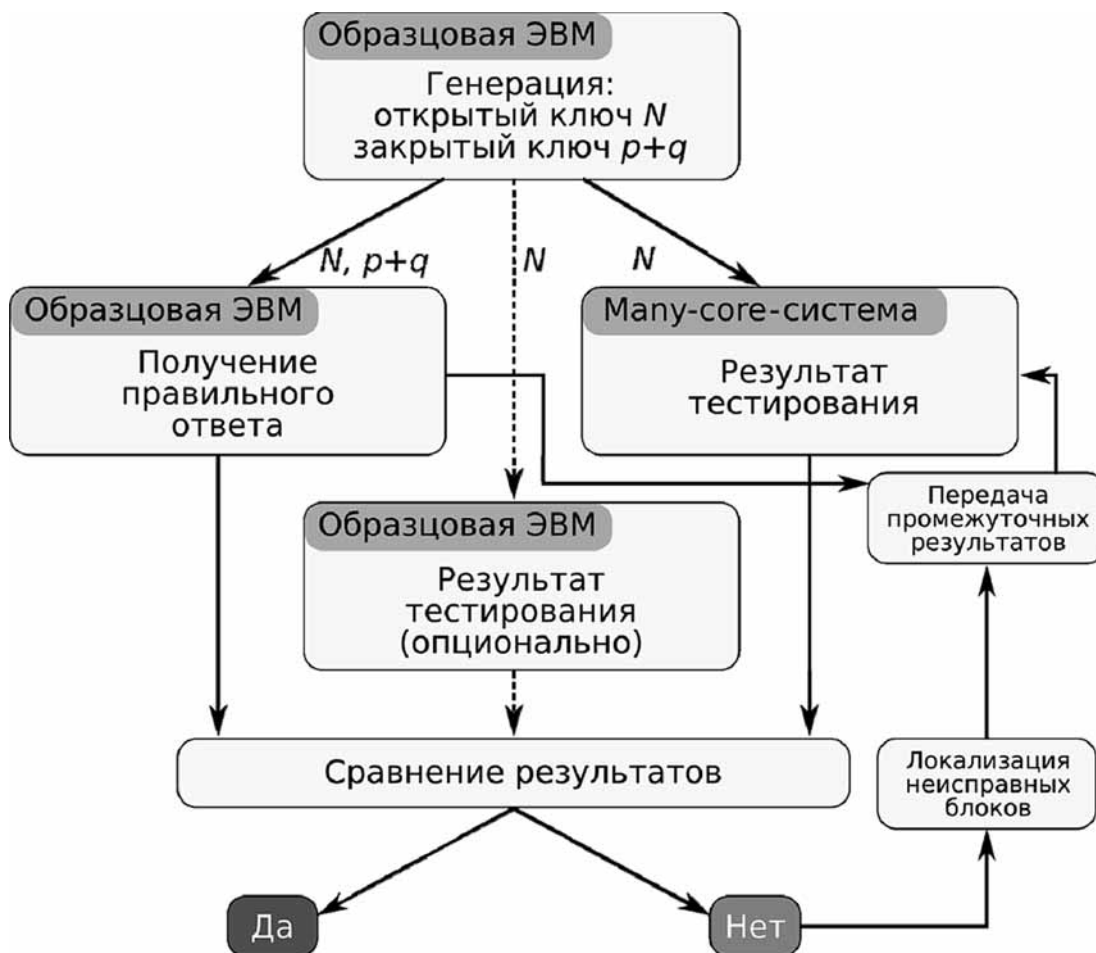 Образцовая ЭВМ
Генерация:
открытый ключ N
закрытый ключ p+q
N, p+q
N
N
Образцовая ЭВМ
Получение
правильного
ответа
Many-core-система
Результат
тестирования
Передача
промежуточных
результатов
Образцовая ЭВМ
Результат
тестирования
(опционально)
Сравнение результатов
Локализация
неисправных
блоков
Да
Нет